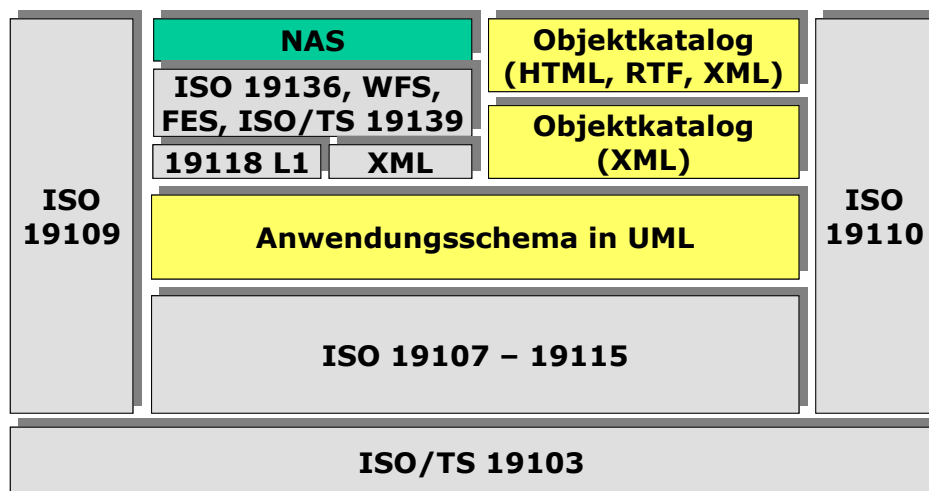 NAS
ISO 19136, WFS,
FES, ISO/TS 19139
19118 L1
XML
Objektkatalog
(HTML, RTF, XML)
Objektkatalog
(XML)
ISO
19109
Anwendungsschema in UML
ISO
19110
ISO 19107 – 19115
ISO/TS 19103